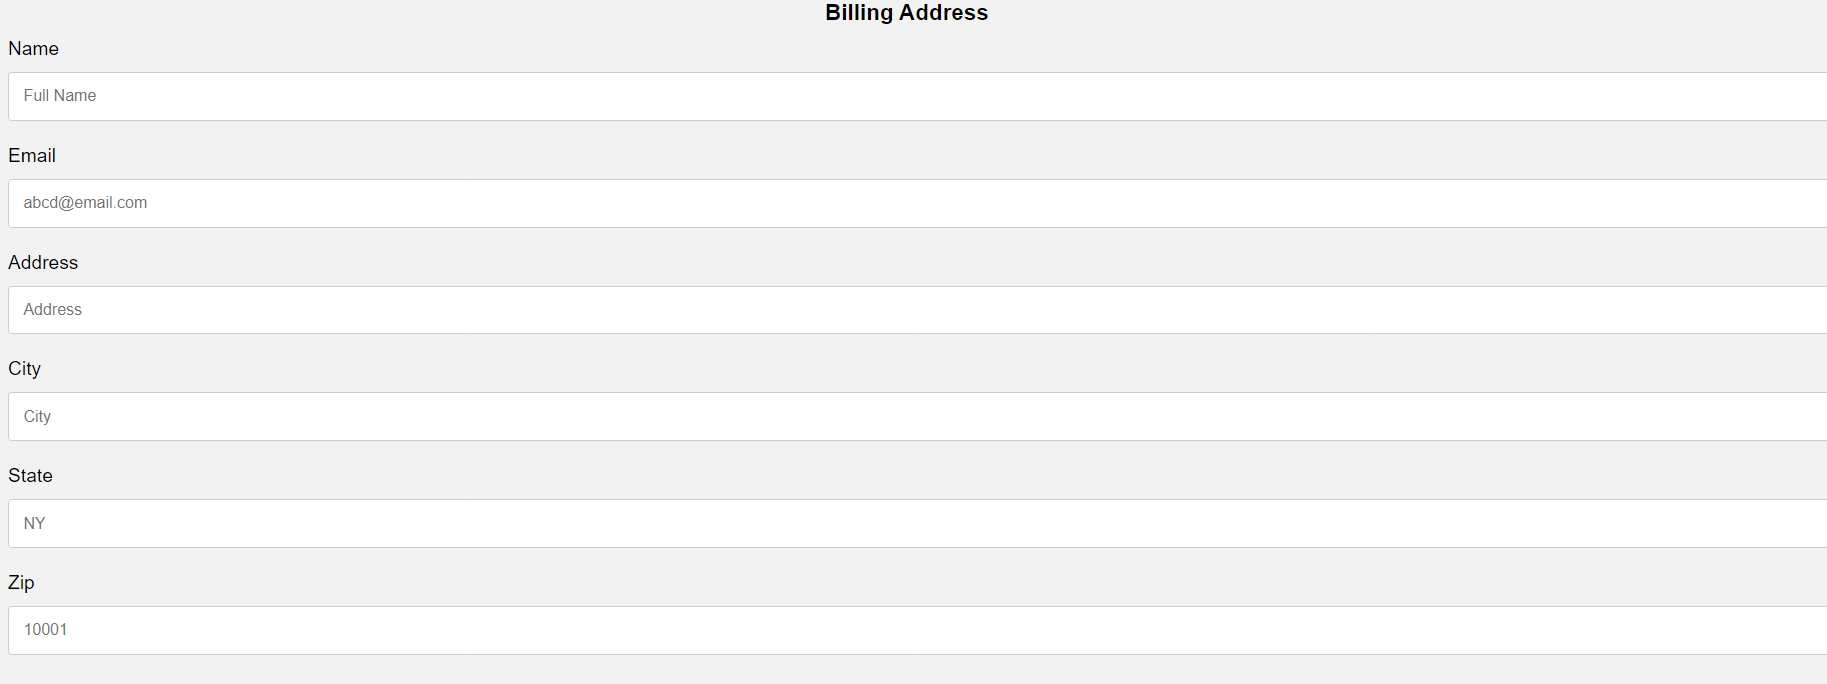 Billing Address
Name
Full Name
Email
abcd@email.com
Address
Address
City
City
State
NY
Zip
10001